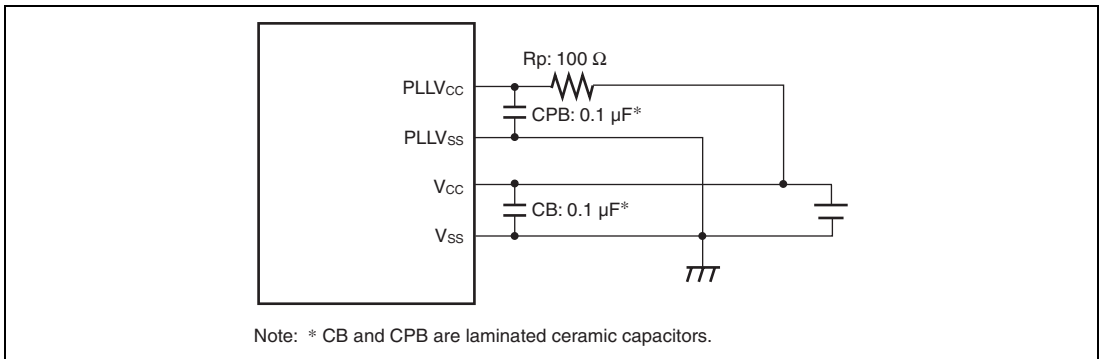 Rp: 100 Ω
PLLVCC
CPB: 0.1 µF*
PLLVSS
VCC
CB: 0.1 µF*
VSS
Note: * CB and CPB are laminated ceramic capacitors.